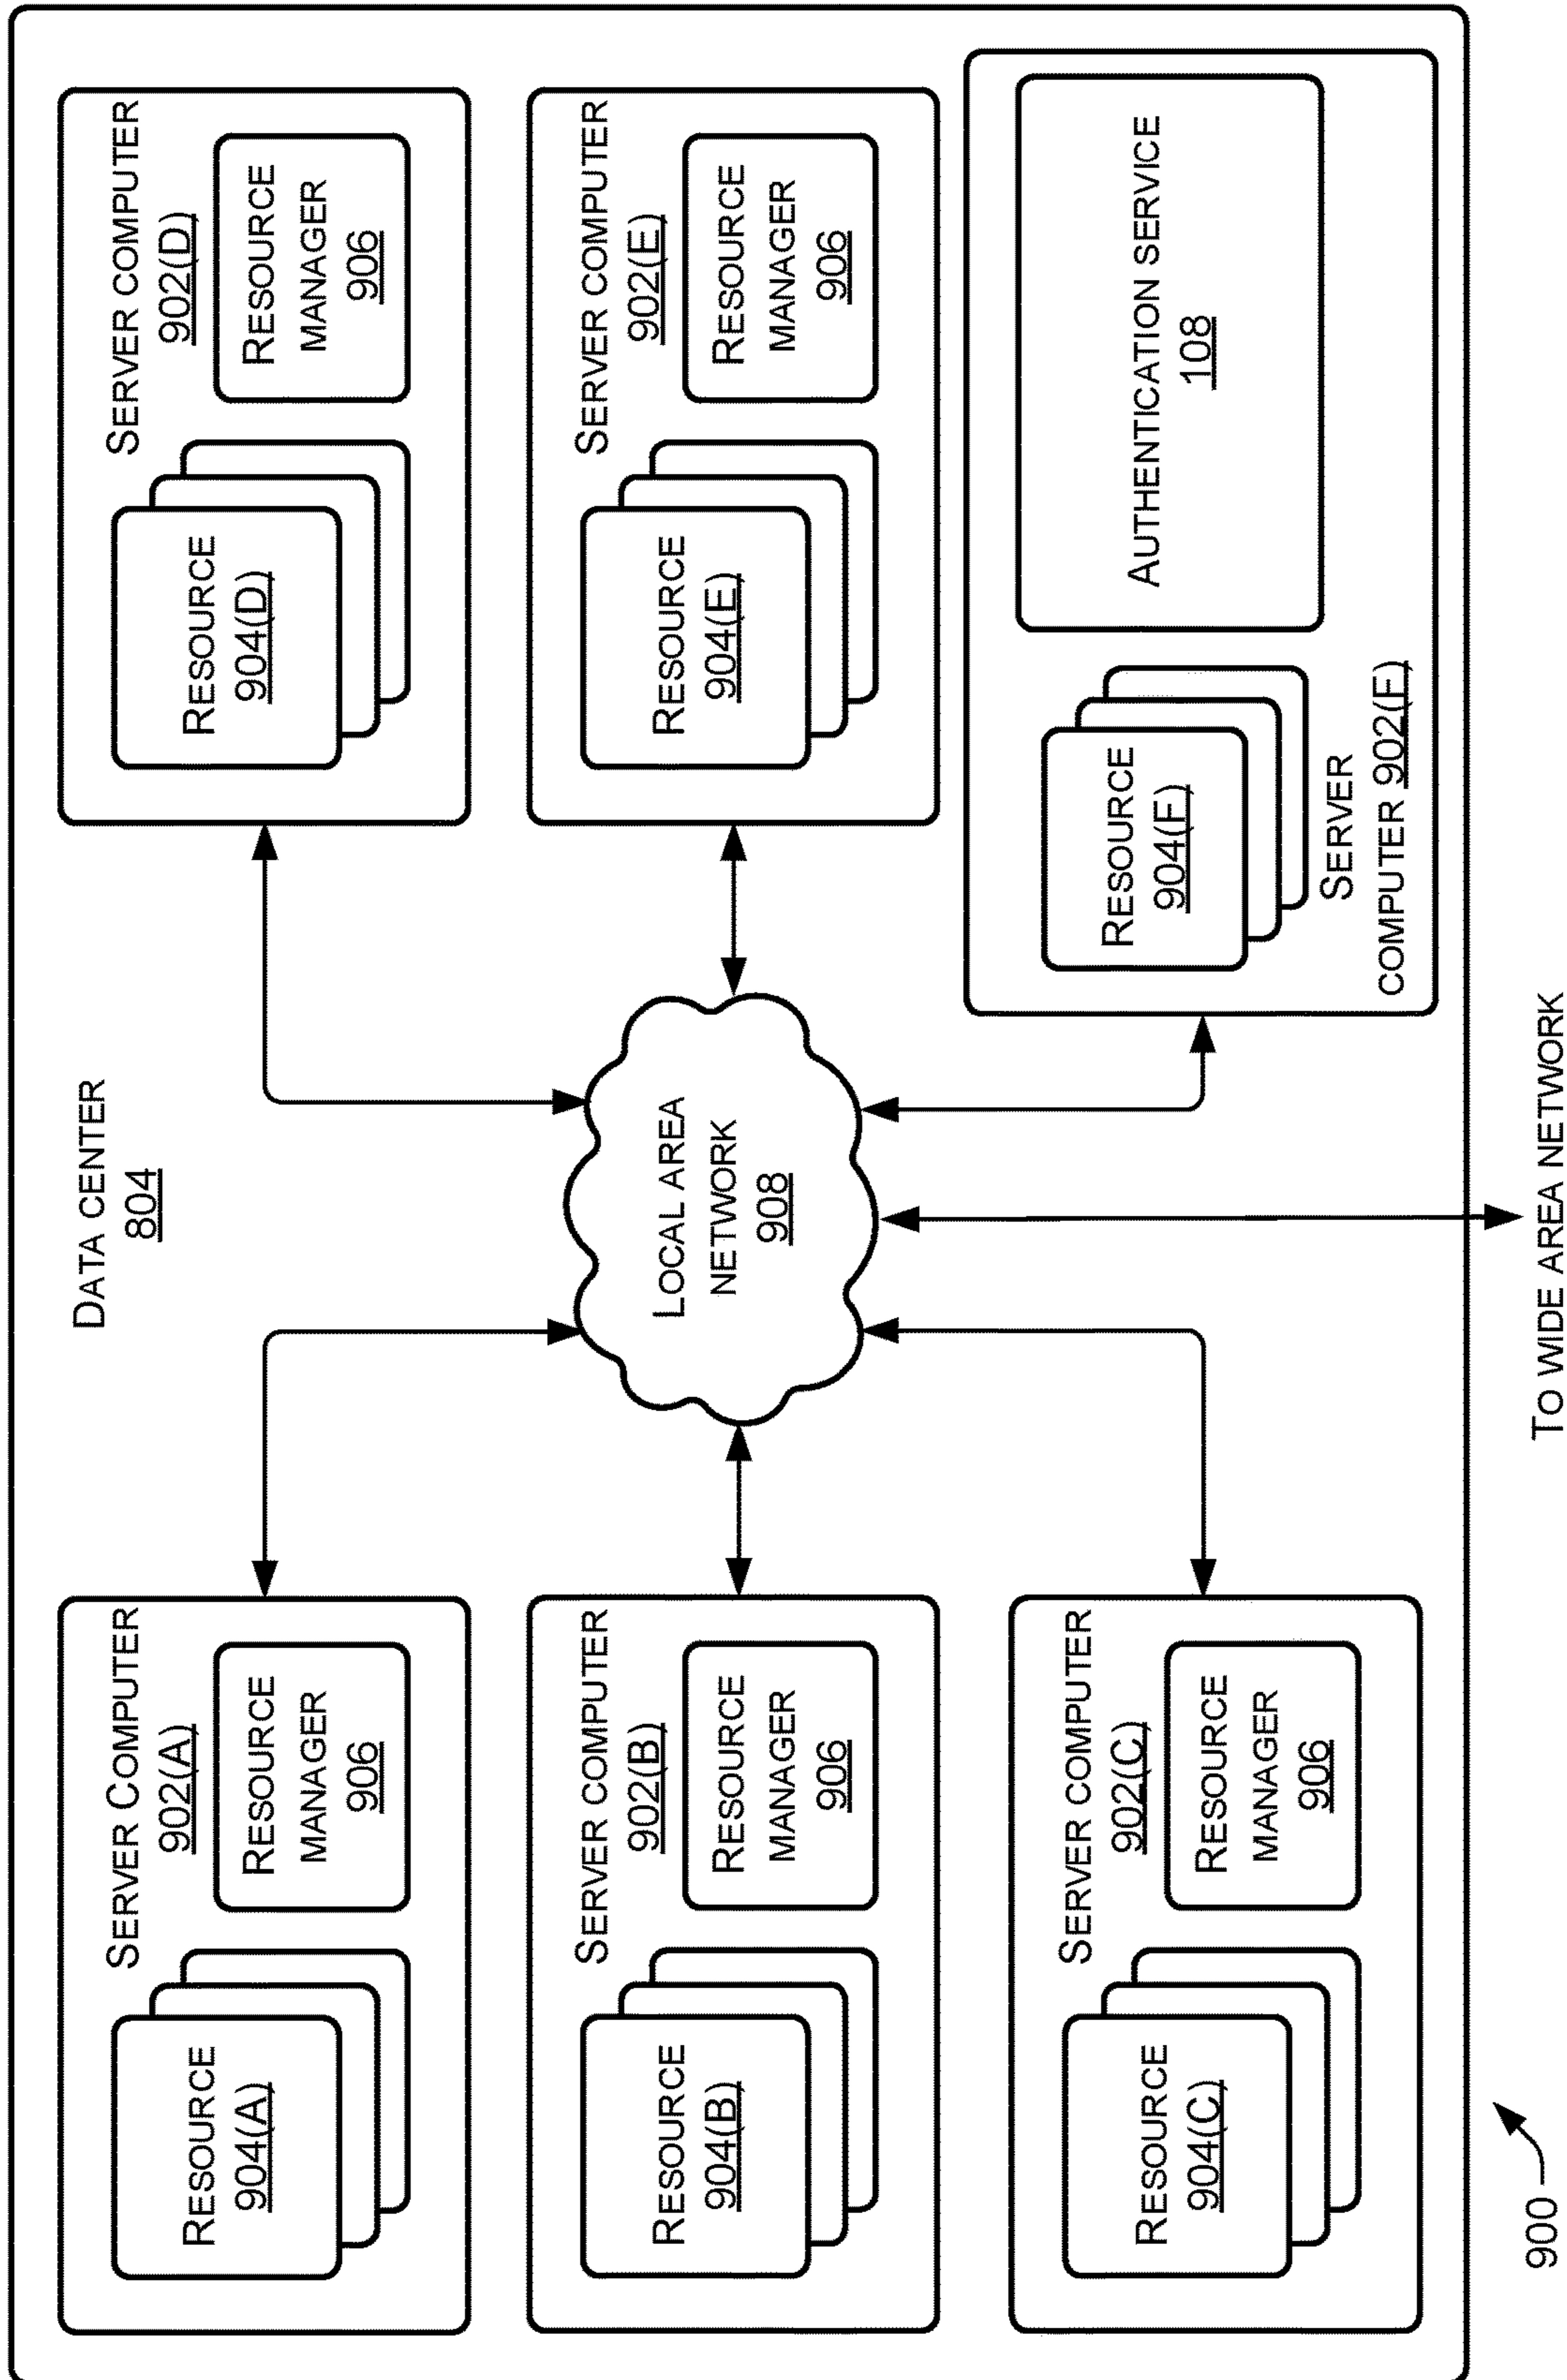 DATA CENTER
804
SERVER COMPUTER
902(A)
RESOURCE
904(A)
RESOURCE
MANAGER
906
SERVER COMPUTER
902(B)
RESOURCE
904(B)
RESOURCE
MANAGER
906
SERVER COMPUTER
902(C)
RESOURCE
904(C)
RESOURCE
MANAGER
906
LOCAL AREA
NETWORK
908
SERVER COMPUTER
902(D)
RESOURCE
904(D)
RESOURCE
MANAGER
906
SERVER COMPUTER
902(E)
RESOURCE
904(E)
RESOURCE
MANAGER
906
RESOURCE
904(F)
AUTHENTICATION SERVICE
108
SERVER
COMPUTER 902(F)
900
TO WIDE AREA NETWORK